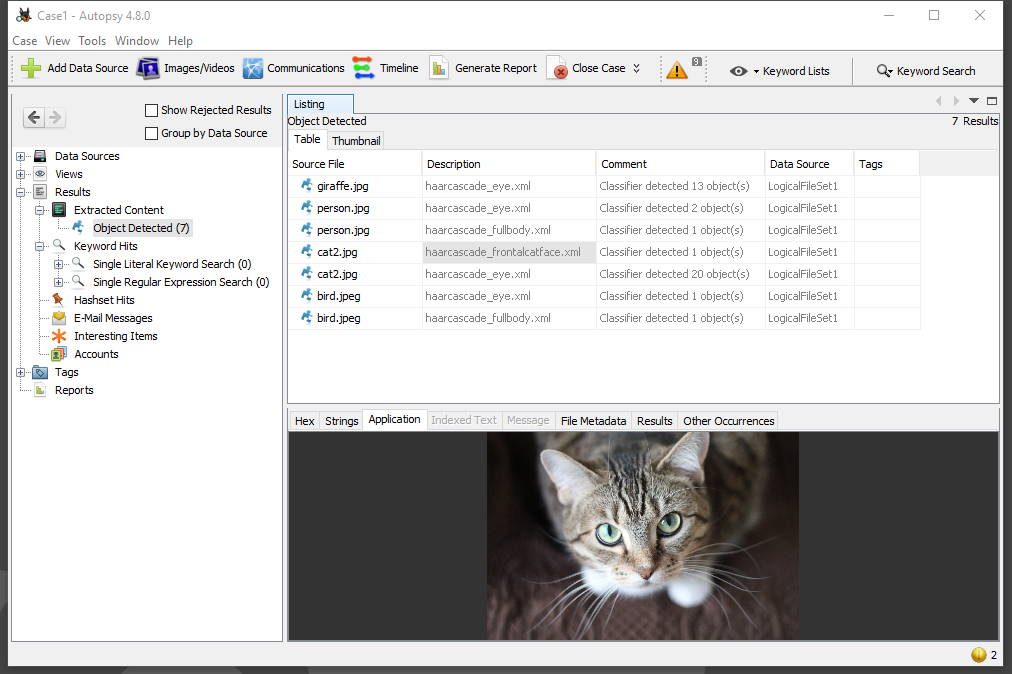 Case1 - Autopsy 4.8.0
Case View Tools Window Help
Add Data Source Images/Videos Communications Timeline Generate Report Close Case 9 Keyword Lists Keyword Search
Show Rejected Results
Group by Data Source
Data Sources
Views
Results
Extracted Content
Object Detected (7)
Keyword Hits
Single Literal Keyword Search (0)
Single Regular Expression Search (0)
Hashset Hits
E-Mail Messages
Interesting Items
Accounts
Tags
Reports
Listing
Object Detected 7 Results
Table Thumbnail
Source File Description Comment Data Source Tags
giraffe.jpg haarcascade_eye.xml Classifier detected 13 object(s) LogicalFileSet1
person.jpg haarcascade_eye.xml Classifier detected 2 object(s) LogicalFileSet1
person.jpg haarcascade_fullbody.xml Classifier detected 1 object(s) LogicalFileSet1
cat2.jpg haarcascade_frontalcatface.xml Classifier detected 1 object(s) LogicalFileSet1
cat2.jpg haarcascade_eye.xml Classifier detected 20 object(s) LogicalFileSet1
bird.jpeg haarcascade_eye.xml Classifier detected 1 object(s) LogicalFileSet1
bird.jpeg haarcascade_fullbody.xml Classifier detected 1 object(s) LogicalFileSet1
Hex Strings Application Indexed Text Message File Metadata Results Other Occurrences
2